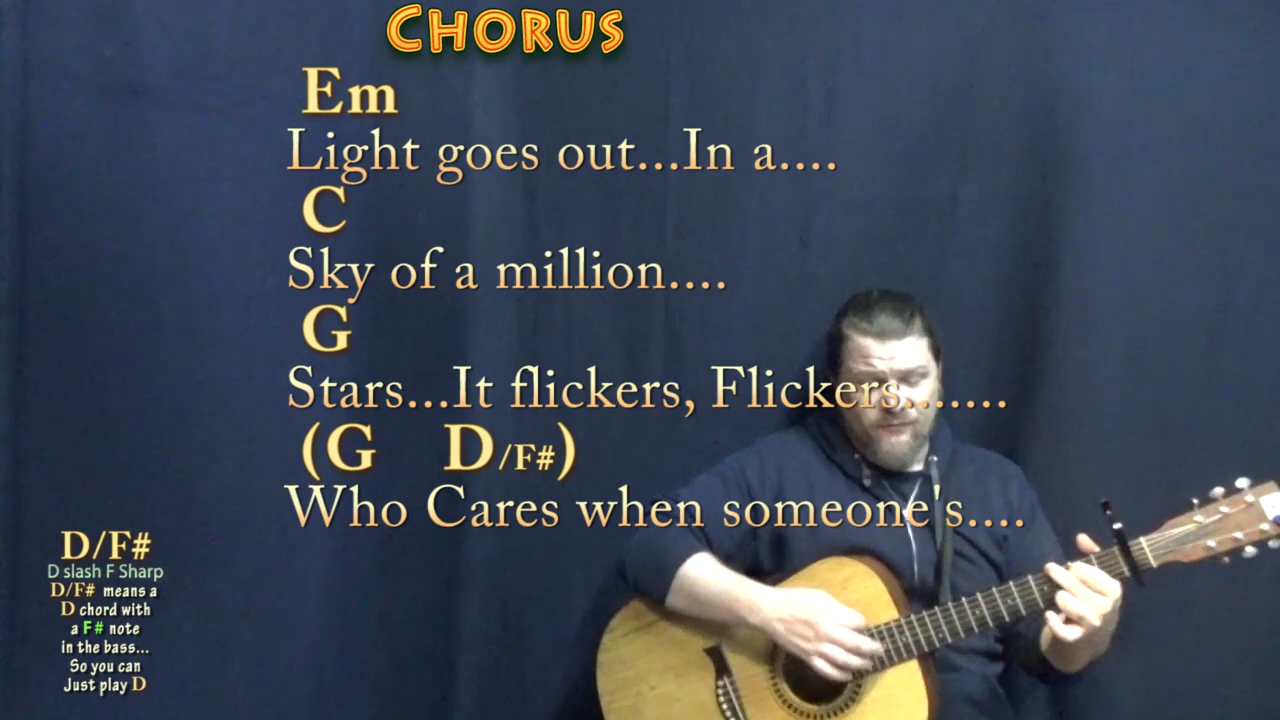 CHORUS
Em
Light goes out...In a....
C
Sky of a million....
G
Stars...It flickers, Flickers.......
(G D/F#)
Who Cares when someone's....
D/F#
D slash F Sharp
D/F# means a
D chord with
a F# note
in the bass...
So you can
Just play D